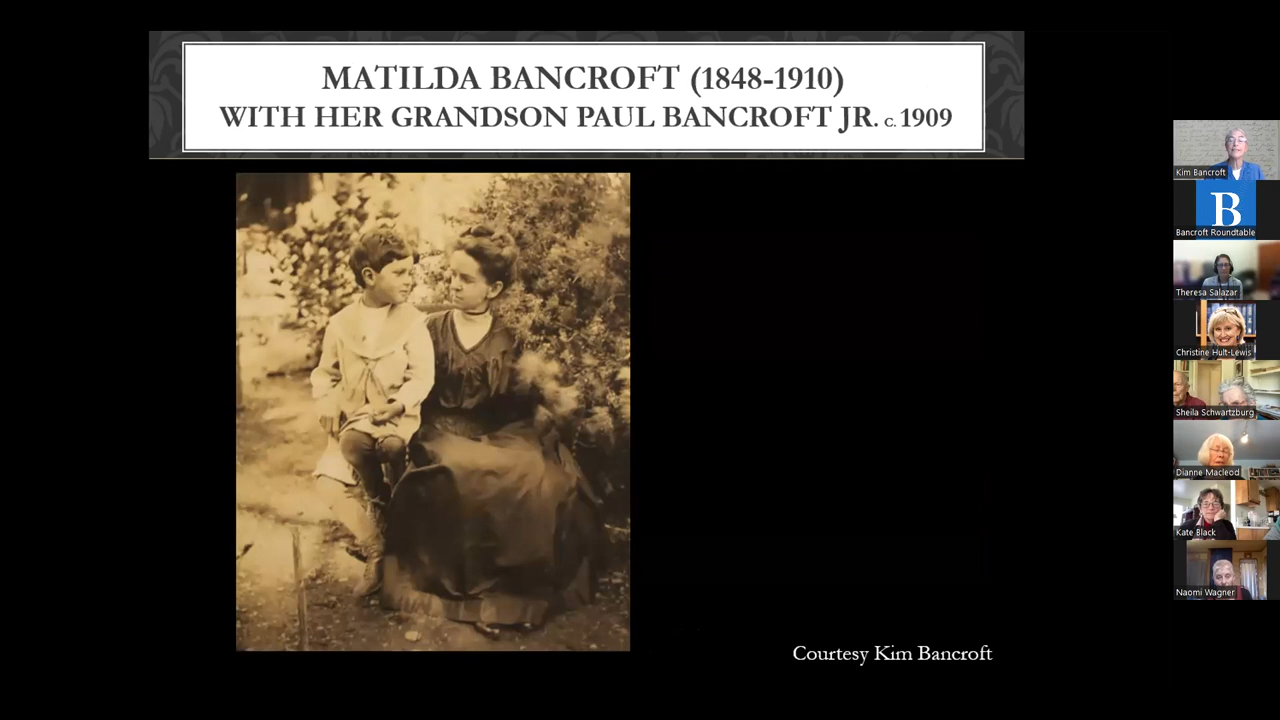 MATILDA BANCROFT (1848-1910)
WITH HER GRANDSON PAUL BANCROFT JR. c. 1909
Courtesy Kim Bancroft
Kim Bancroft
B
Bancroft Roundtable
Theresa Salazar
Christine Hult-Lewis
Sheila Schwartzburg
Dianne Macleod
Kate Black
Naomi Wagner